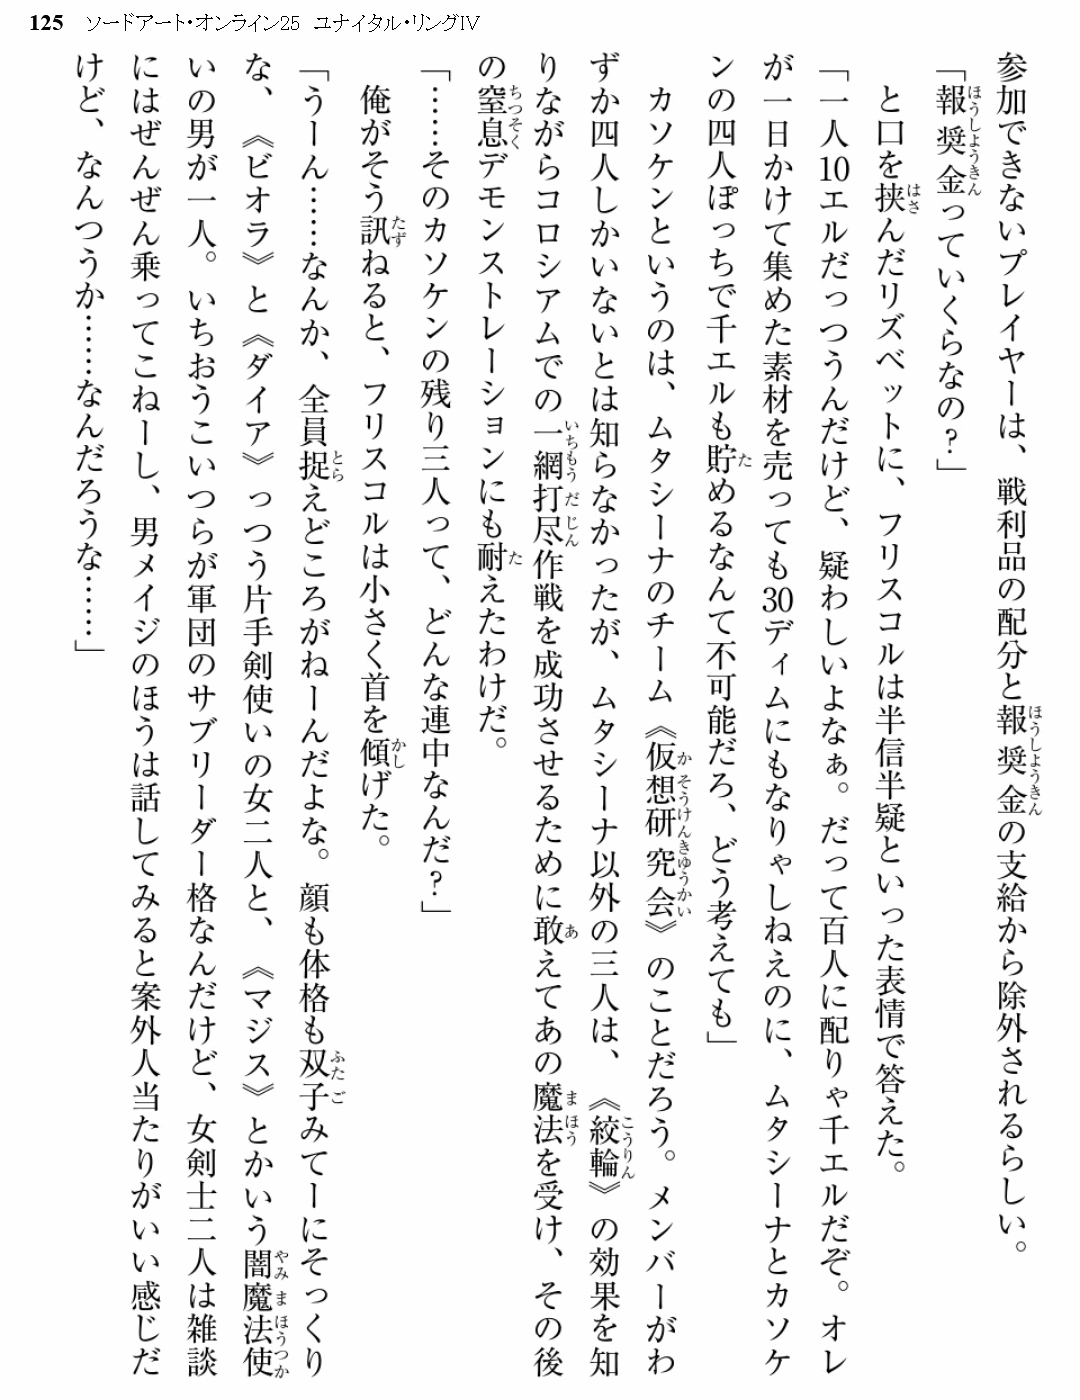 125 ソードアート・オンライン25 ユナイタル・リングIV
参加できないプレイヤーは、戦利品の配分と報奨金の支給から除外されるらしい。
「報奨金っていくらなの？」
と口を挟んだリズベットに、フリスコルは半信半疑といった表情で答えた。
「一人10エルだっつうんだけど、疑わしいよなぁ。だって百人に配りゃ千エルだぞ。オレ
が一日かけて集めた素材を売っても30ディムにもなりゃしねえのに、ムタシーナとカソケ
ンの四人ぽっちで千エルも貯めるなんて不可能だろ、どう考えても」
カソケンというのは、ムタシーナのチーム《仮想研究会》のことだろう。メンバーがわ
ずか四人しかいないとは知らなかったが、ムタシーナ以外の三人は、《絞輪》の効果を知
りながらコロシアムでの一網打尽作戦を成功させるために敢えてあの魔法を受け、その後
の窒息デモンストレーションにも耐えたわけだ。
「……そのカソケンの残り三人って、どんな連中なんだ？」
俺がそう訊ねると、フリスコルは小さく首を傾げた。
「うーん……なんか、全員捉えどころがねーんだよな。顔も体格も双子みてーにそっくり
な、《ビオラ》と《ダイア》っつう片手剣使いの女二人と、《マジス》とかいう闇魔法使
いの男が一人。いちおうこいつらが軍団のサブリーダー格なんだけど、女剣士二人は雑談
にはぜんぜん乗ってこねーし、男メイジのほうは話してみると案外人当たりがいい感じだ
けど、なんつうか……なんだろうな……」